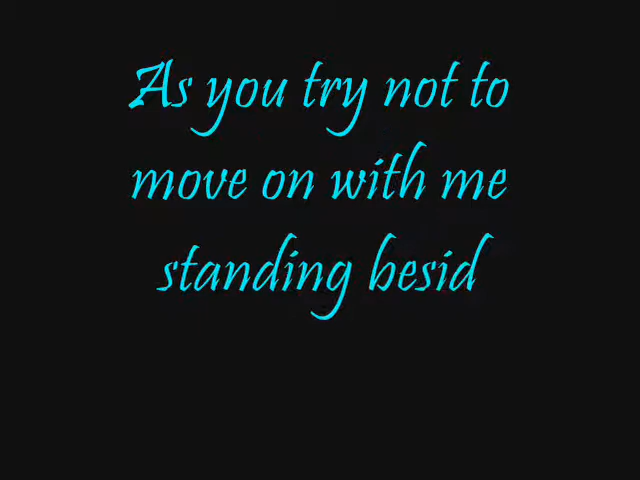 As you try not to
move on with me
standing besid